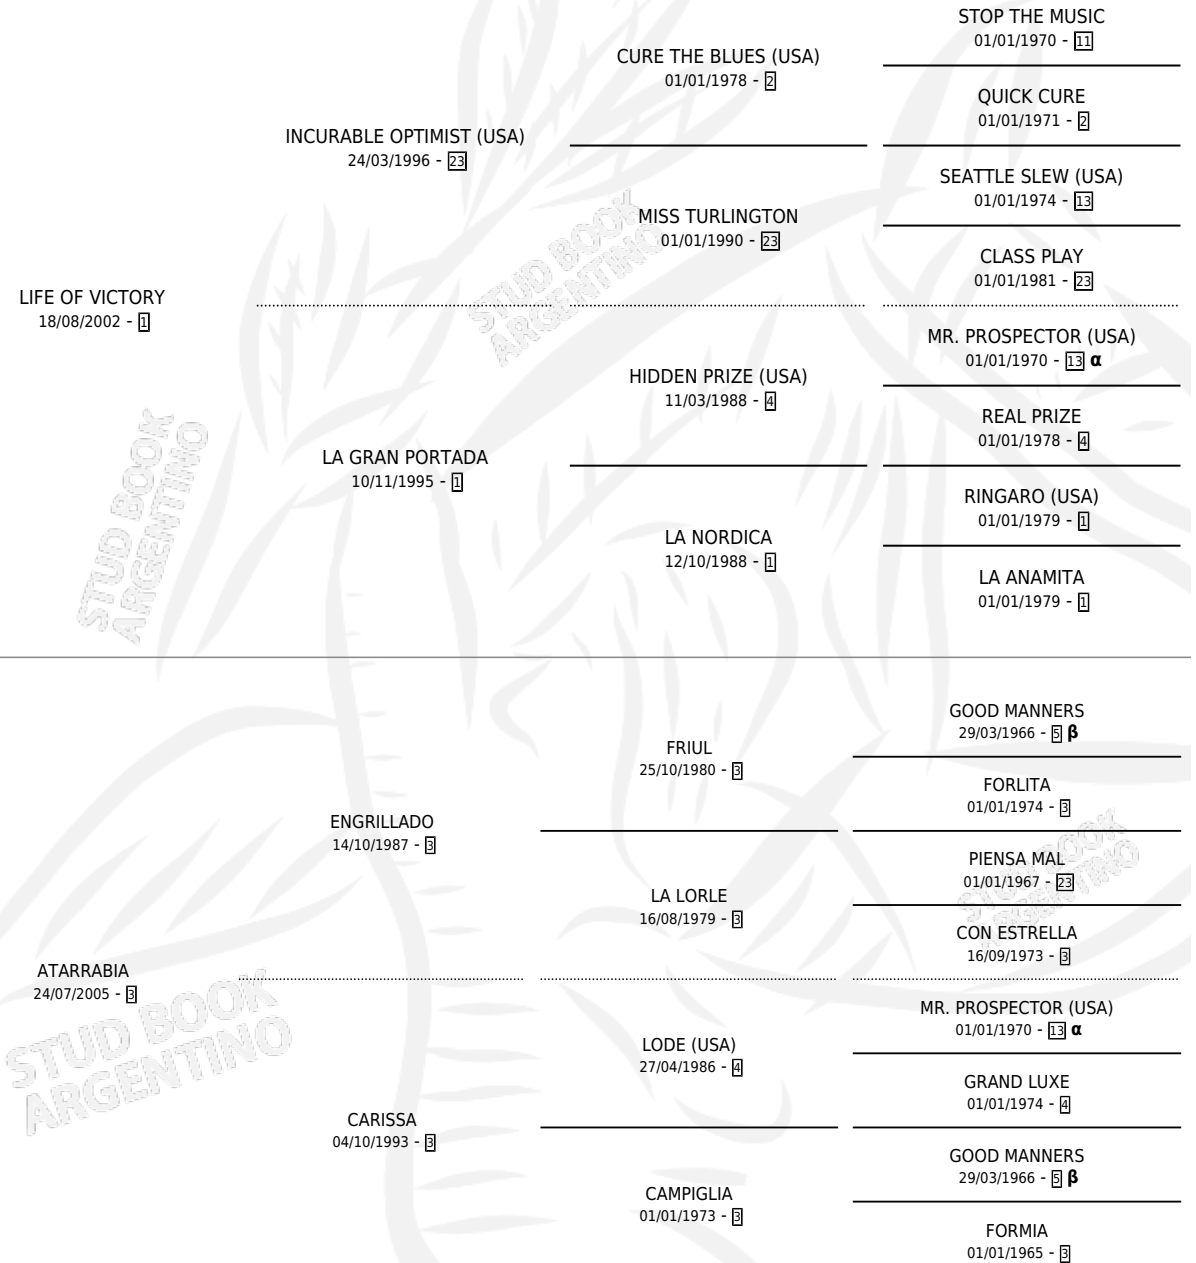 STOP THE MUSIC
01/01/1970 - 11
CURE THE BLUES (USA)
01/01/1978 - 2
QUICK CURE
01/01/1971 - 2
INCURABLE OPTIMIST (USA)
24/03/1996 - 23
SEATTLE SLEW (USA)
01/01/1974 - 13
MISS TURLINGTON
01/01/1990 - 23
CLASS PLAY
01/01/1981 - 23
LIFE OF VICTORY
18/08/2002 - 1
MR. PROSPECTOR (USA)
01/01/1970 - 13 α
HIDDEN PRIZE (USA)
11/03/1988 - 4
REAL PRIZE
01/01/1978 - 4
LA GRAN PORTADA
10/11/1995 - 1
RINGARO (USA)
01/01/1979 - 1
LA NORDICA
12/10/1988 - 1
LA ANAMITA
01/01/1979 - 1
GOOD MANNERS
29/03/1966 - 5 β
FRIUL
25/10/1980 - 3
FORLITA
01/01/1974 - 3
ENGRILLADO
14/10/1987 - 3
PIENSA MAL
01/01/1967 - 23
LA LORLE
16/08/1979 - 3
CON ESTRELLA
16/09/1973 - 3
ATARRABIA
24/07/2005 - 3
MR. PROSPECTOR (USA)
01/01/1970 - 13 α
LODE (USA)
27/04/1986 - 4
GRAND LUXE
01/01/1974 - 4
CARISSA
04/10/1993 - 3
GOOD MANNERS
29/03/1966 - 5 β
CAMPIGLIA
01/01/1973 - 3
FORMIA
01/01/1965 - 3
STUD BOOK
ARGENTINO
STUD BOOK
ARGENTINO
STUD BOOK
ARGENTINO
STUD BOOK
ARGENTINO